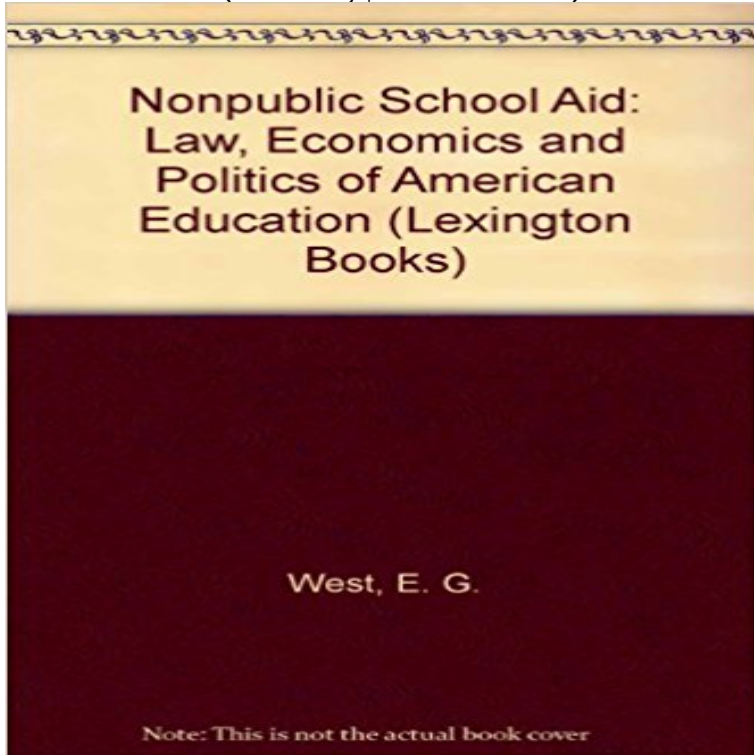 Nonpublic School Aid:
Law, Economics and
Politics of American
Education (Lexington
Books)
West, E. G.
Note: This is not the actual book cover